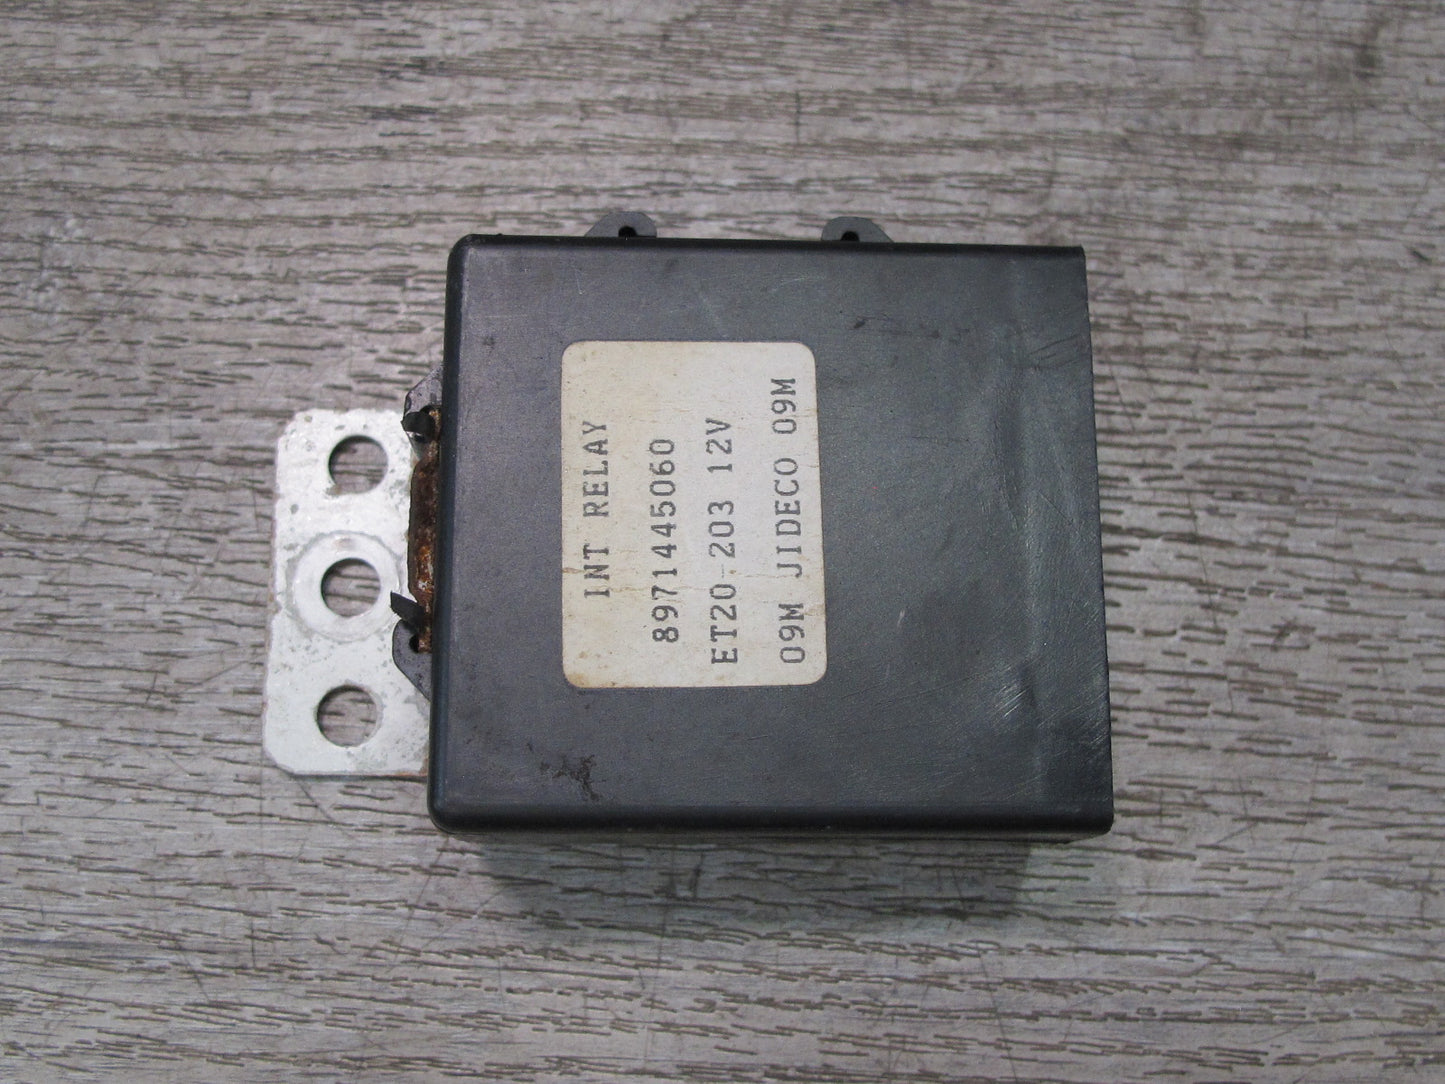 INT RELAY
8971445060
ET20-203 12V
09M JIDECO 09M